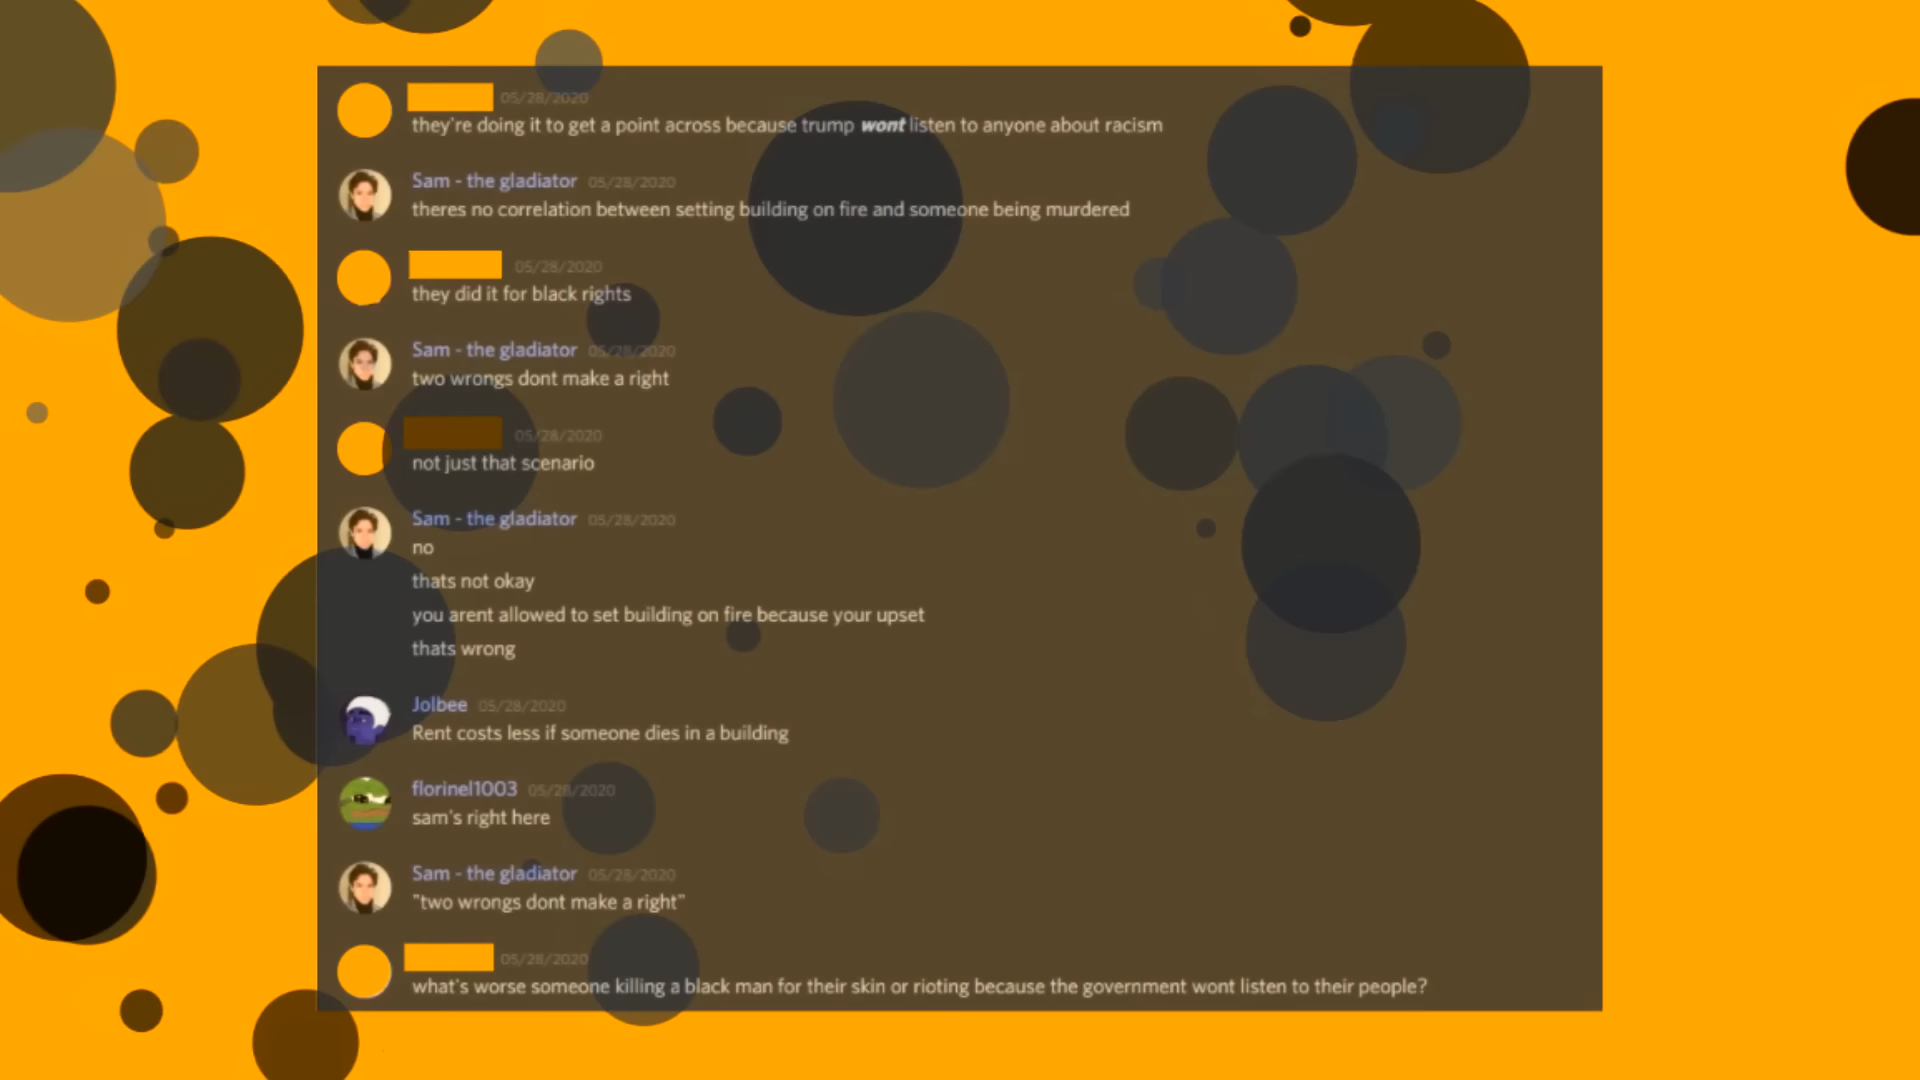 05/28/2020
they're doing it to get a point across because trump wont listen to anyone about racism
Sam - the gladiator 05/28/2020
theres no correlation between setting building on fire and someone being murdered
05/28/2020
they did it for black rights
Sam - the gladiator 05/28/2020
two wrongs dont make a right
05/28/2020
not just that scenario
Sam - the gladiator 05/28/2020
no
thats not okay
you arent allowed to set building on fire because your upset
thats wrong
Jolbee 05/28/2020
Rent costs less if someone dies in a building
florinel1003 05/28/2020
sam's right here
Sam - the gladiator 05/28/2020
"two wrongs dont make a right"
05/28/2020
what's worse someone killing a black man for their skin or rioting because the government wont listen to their people?